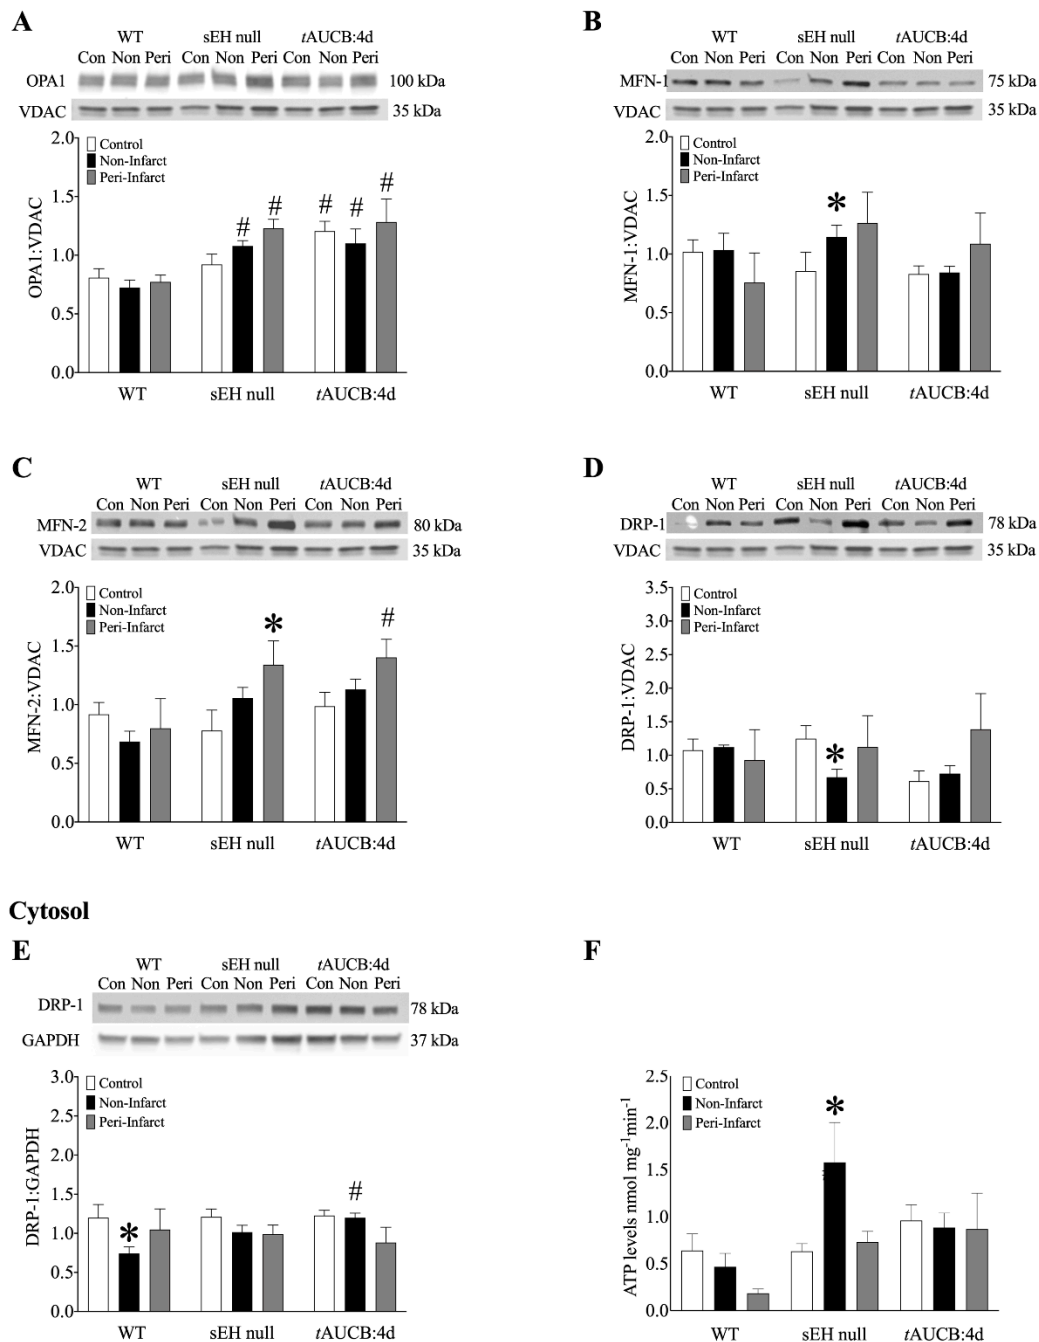 A
WT sEH null tAUCB:4d
Con Non Peri Con Non Peri Con Non Peri
OPA1 100 kDa
VDAC 35 kDa
2.0
Control
Non-Infarct
Peri-Infarct
1.5
# # # # #
1.0
0.5
0.0
OPA1:VDAC
WT sEH null tAUCB:4d
B
WT sEH null tAUCB:4d
Con Non Peri Con Non Peri Con Non Peri
MFN-1 75 kDa
VDAC 35 kDa
2.0
Control
Non-Infarct
Peri-Infarct
1.5
*
1.0
0.5
0.0
MFN-1:VDAC
WT sEH null tAUCB:4d
C
WT sEH null tAUCB:4d
Con Non Peri Con Non Peri Con Non Peri
MFN-2 80 kDa
VDAC 35 kDa
2.0
Control
Non-Infarct
Peri-Infarct
1.5
* #
1.0
0.5
0.0
MFN-2:VDAC
WT sEH null tAUCB:4d
D
WT sEH null tAUCB:4d
Con Non Peri Con Non Peri Con Non Peri
DRP-1 78 kDa
VDAC 35 kDa
3.5
Control
Non-Infarct
Peri-Infarct
3.0
2.5
2.0
1.5
1.0
*
0.5
0.0
DRP-1:VDAC
WT sEH null tAUCB:4d
Cytosol
E
WT sEH null tAUCB:4d
Con Non Peri Con Non Peri Con Non Peri
DRP-1 78 kDa
GAPDH 37 kDa
3.0
Control
Non-Infarct
Peri-Infarct
2.5
2.0
1.5
* #
1.0
0.5
0.0
DRP-1:GAPDH
WT sEH null tAUCB:4d
F
2.5
Control
Non-Infarct
Peri-Infarct
*
2.0
1.5
1.0
0.5
0.0
ATP levels nmol mg⁻¹min⁻¹
WT sEH null tAUCB:4d